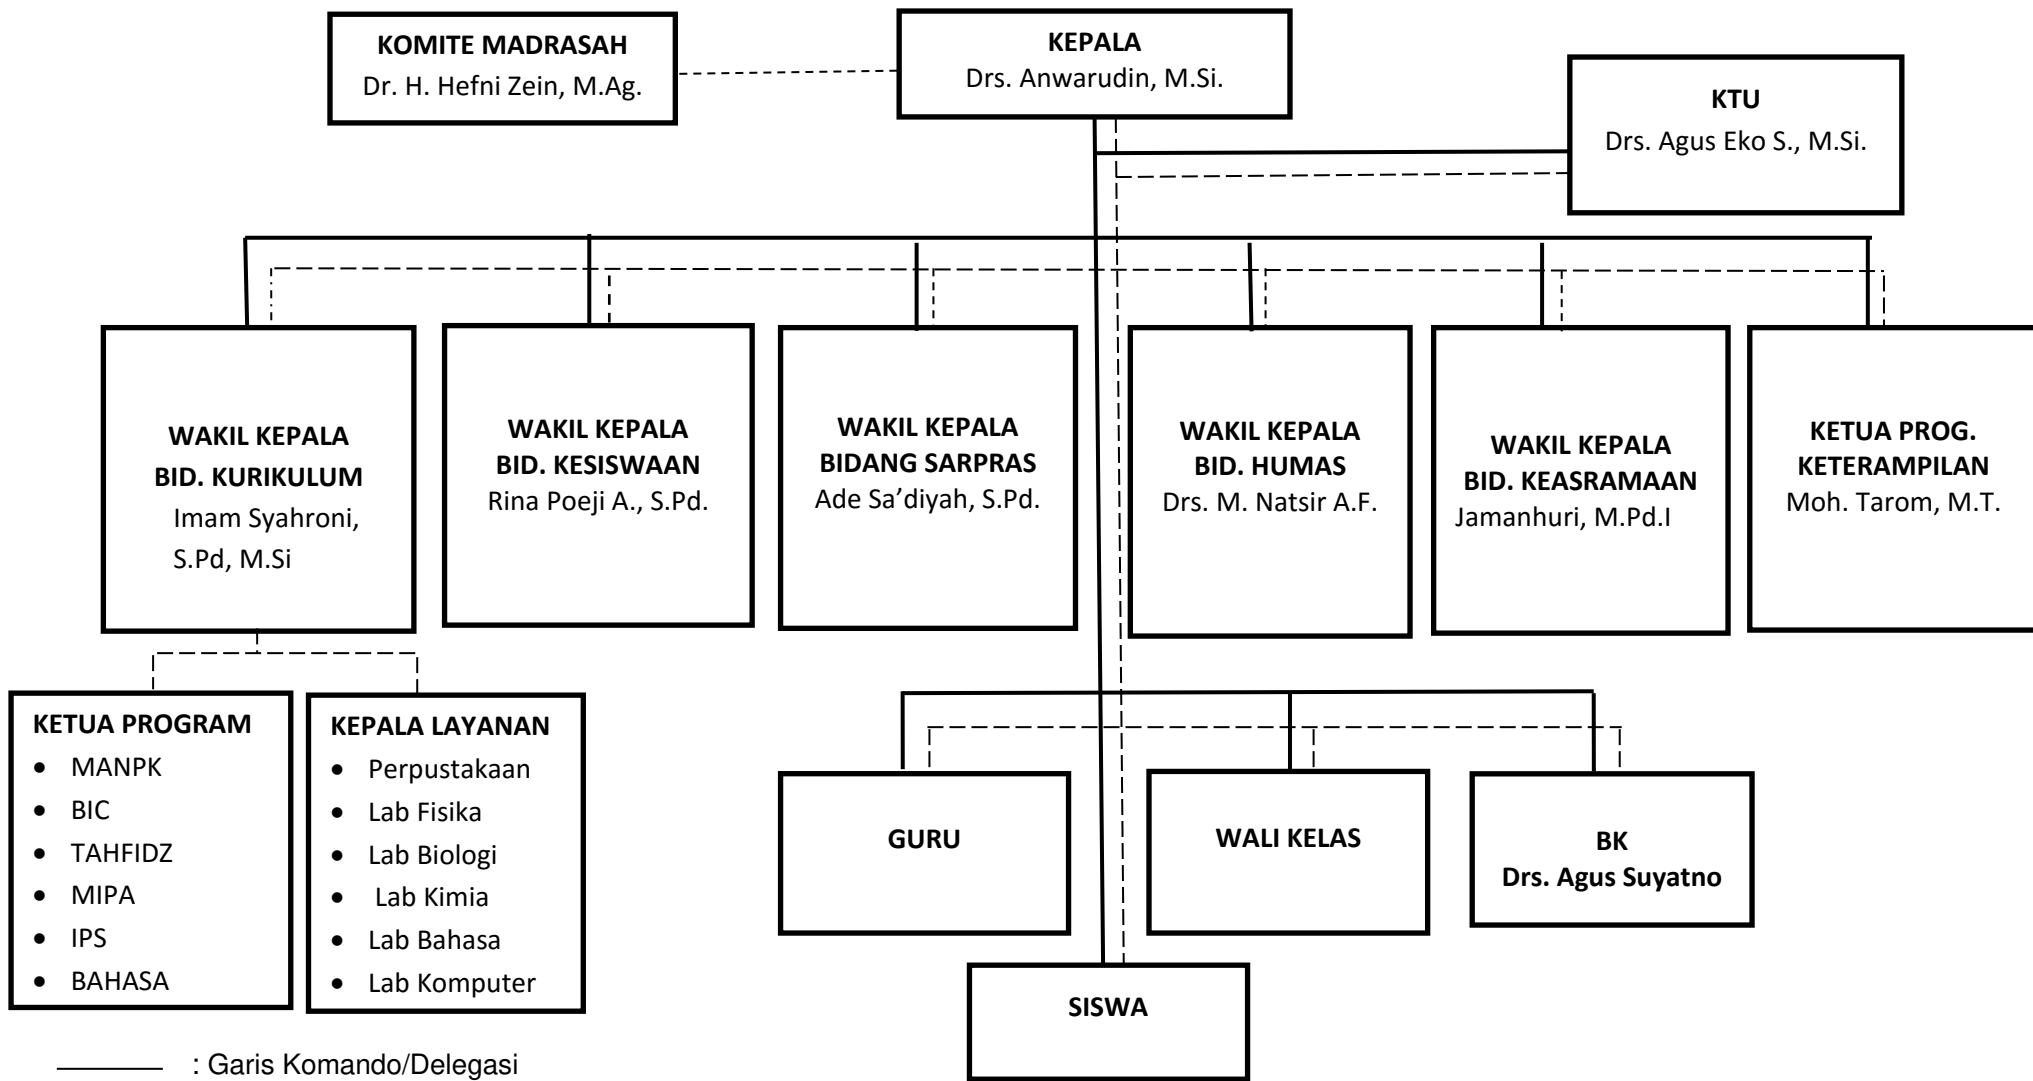 KOMITE MADRASAH
Dr. H. Hefni Zein, M.Ag.
KEPALA
Drs. Anwarudin, M.Si.
KTU
Drs. Agus Eko S., M.Si.
WAKIL KEPALA
BID. KURIKULUM
Imam Syahroni,
S.Pd, M.Si
WAKIL KEPALA
BID. KESISWAAN
Rina Poeji A., S.Pd.
WAKIL KEPALA
BIDANG SARPRAS
Ade Sa’diyah, S.Pd.
WAKIL KEPALA
BID. HUMAS
Drs. M. Natsir A.F.
WAKIL KEPALA
BID. KEASRAMAAN
Jamanhuri, M.Pd.I
KETUA PROG.
KETERAMPILAN
Moh. Tarom, M.T.
KETUA PROGRAM
• MANPK
• BIC
• TAHFIDZ
• MIPA
• IPS
• BAHASA
KEPALA LAYANAN
• Perpustakaan
• Lab Fisika
• Lab Biologi
• Lab Kimia
• Lab Bahasa
• Lab Komputer
GURU
WALI KELAS
BK
Drs. Agus Suyatno
SISWA
: Garis Komando/Delegasi